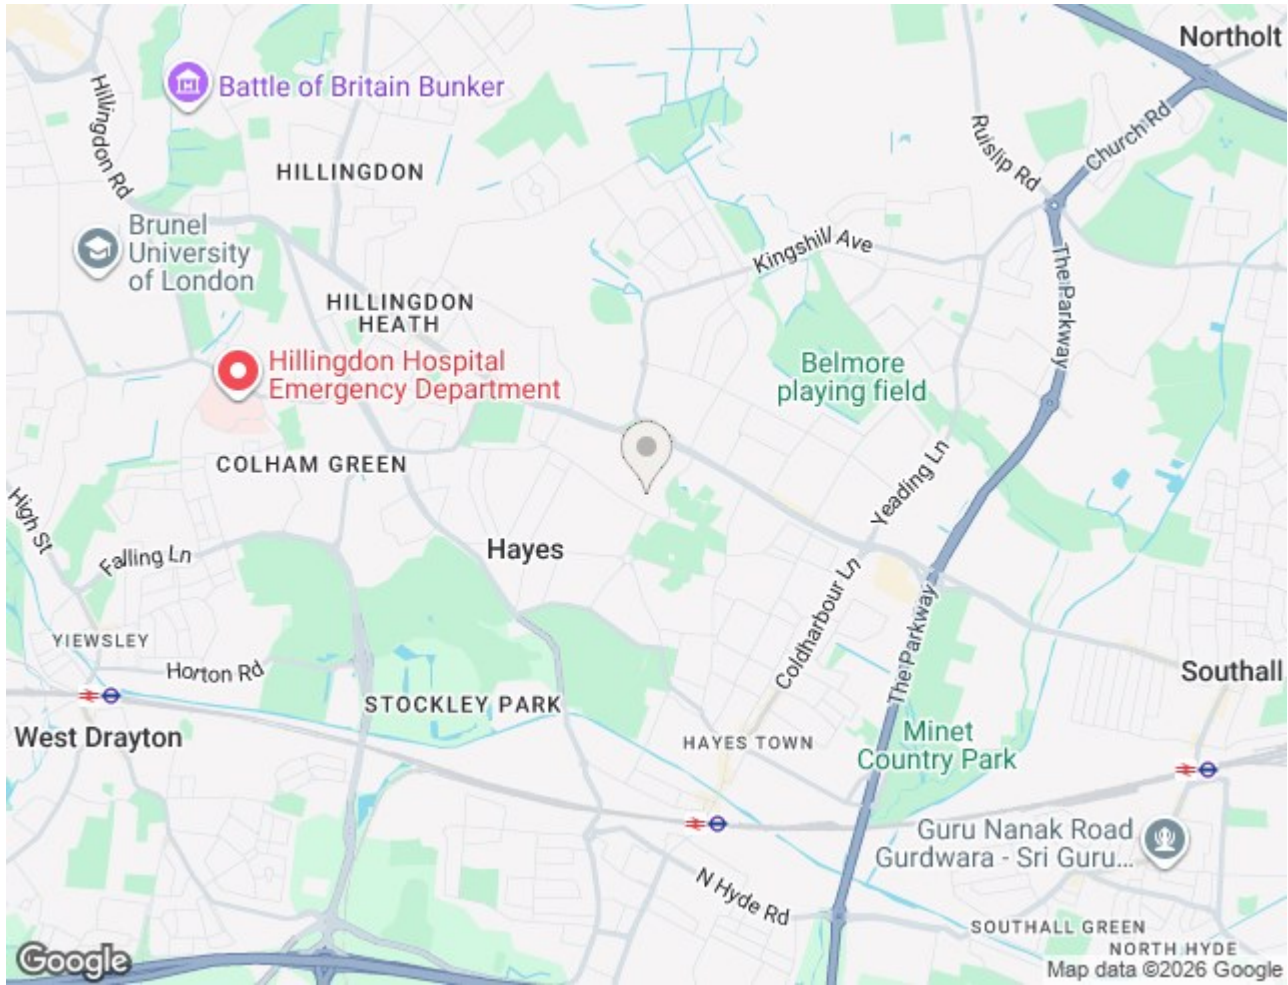 Northolt
Battle of Britain Bunker
Hillingdon Rd
Ruislip Rd
Church Rd
HILLINGDON
Brunel
University
of London
Kingshill Ave
The Parkway
HILLINGDON
HEATH
Hillingdon Hospital
Emergency Department
Belmore
playing field
COLHAM GREEN
Yeading Ln
High St
Falling Ln
Hayes
Coldharbour Ln
The Parkway
YIEWSLEY
Horton Rd
Southall
STOCKLEY PARK
West Drayton
HAYES TOWN
Minet
Country Park
Guru Nanak Road
Gurdwara - Sri Guru...
N Hyde Rd
SOUTHALL GREEN
NORTH HYDE
Google
Map data ©2026 Google